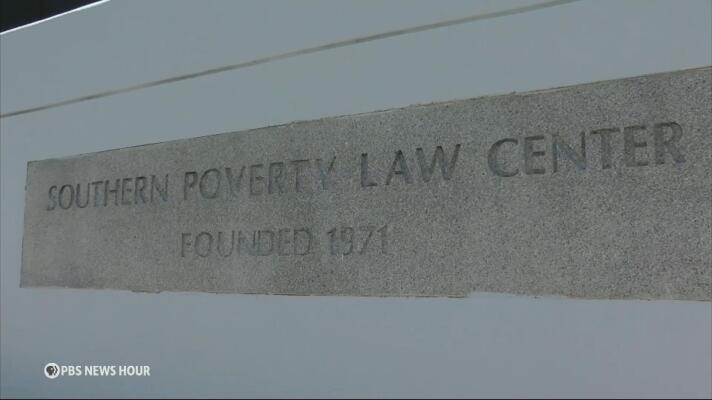 SOUTHERN POVERTY LAW CENTER
FOUNDED 1971
PBS NEWS HOUR